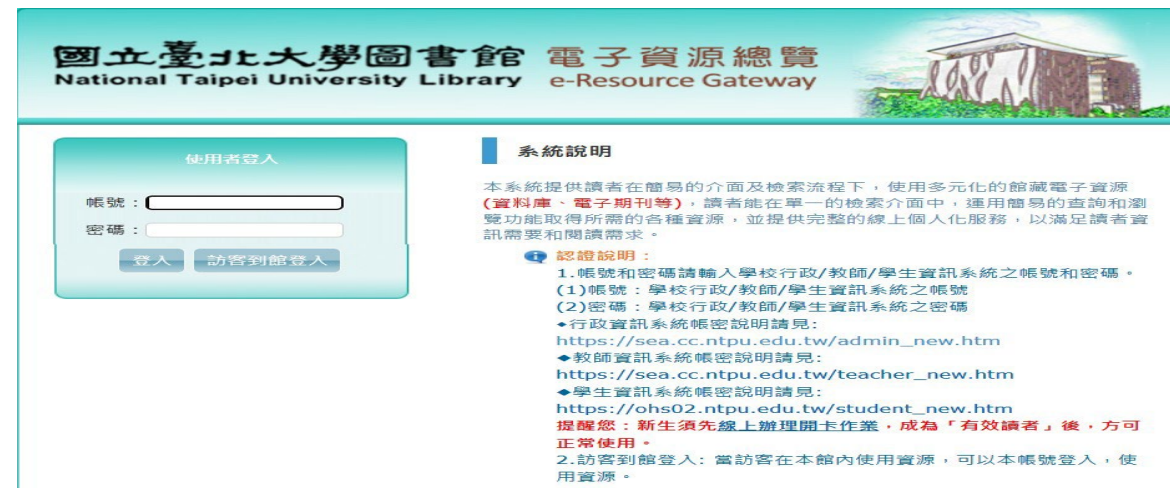 國立臺北大學圖書館 電子資源總覽
National Taipei University Library e-Resource Gateway
使用者登入
帳號：
密碼：
登入 訪客到館登入
系統說明
本系統提供讀者在簡易的介面及檢索流程下，使用多元化的館藏電子資源
(資料庫、電子期刊等)，讀者能在單一的檢索介面中，運用簡易的查詢和瀏
覽功能取得所需的各種資源，並提供完整的線上個人化服務，以滿足讀者資
訊需要和閱讀需求。
認證說明：
1.帳號和密碼請輸入學校行政/教師/學生資訊系統之帳號和密碼。
(1)帳號：學校行政/教師/學生資訊系統之帳號
(2)密碼：學校行政/教師/學生資訊系統之密碼
◆行政資訊系統帳密說明請見:
https://sea.cc.ntpu.edu.tw/admin_new.htm
◆教師資訊系統帳密說明請見:
https://sea.cc.ntpu.edu.tw/teacher_new.htm
◆學生資訊系統帳密說明請見:
https://ohs02.ntpu.edu.tw/student_new.htm
提醒您：新生須先線上辦理開卡作業，成為「有效讀者」後，方可
正常使用。
2.訪客到館登入: 當訪客在本館內使用資源，可以本帳號登入，使
用資源。